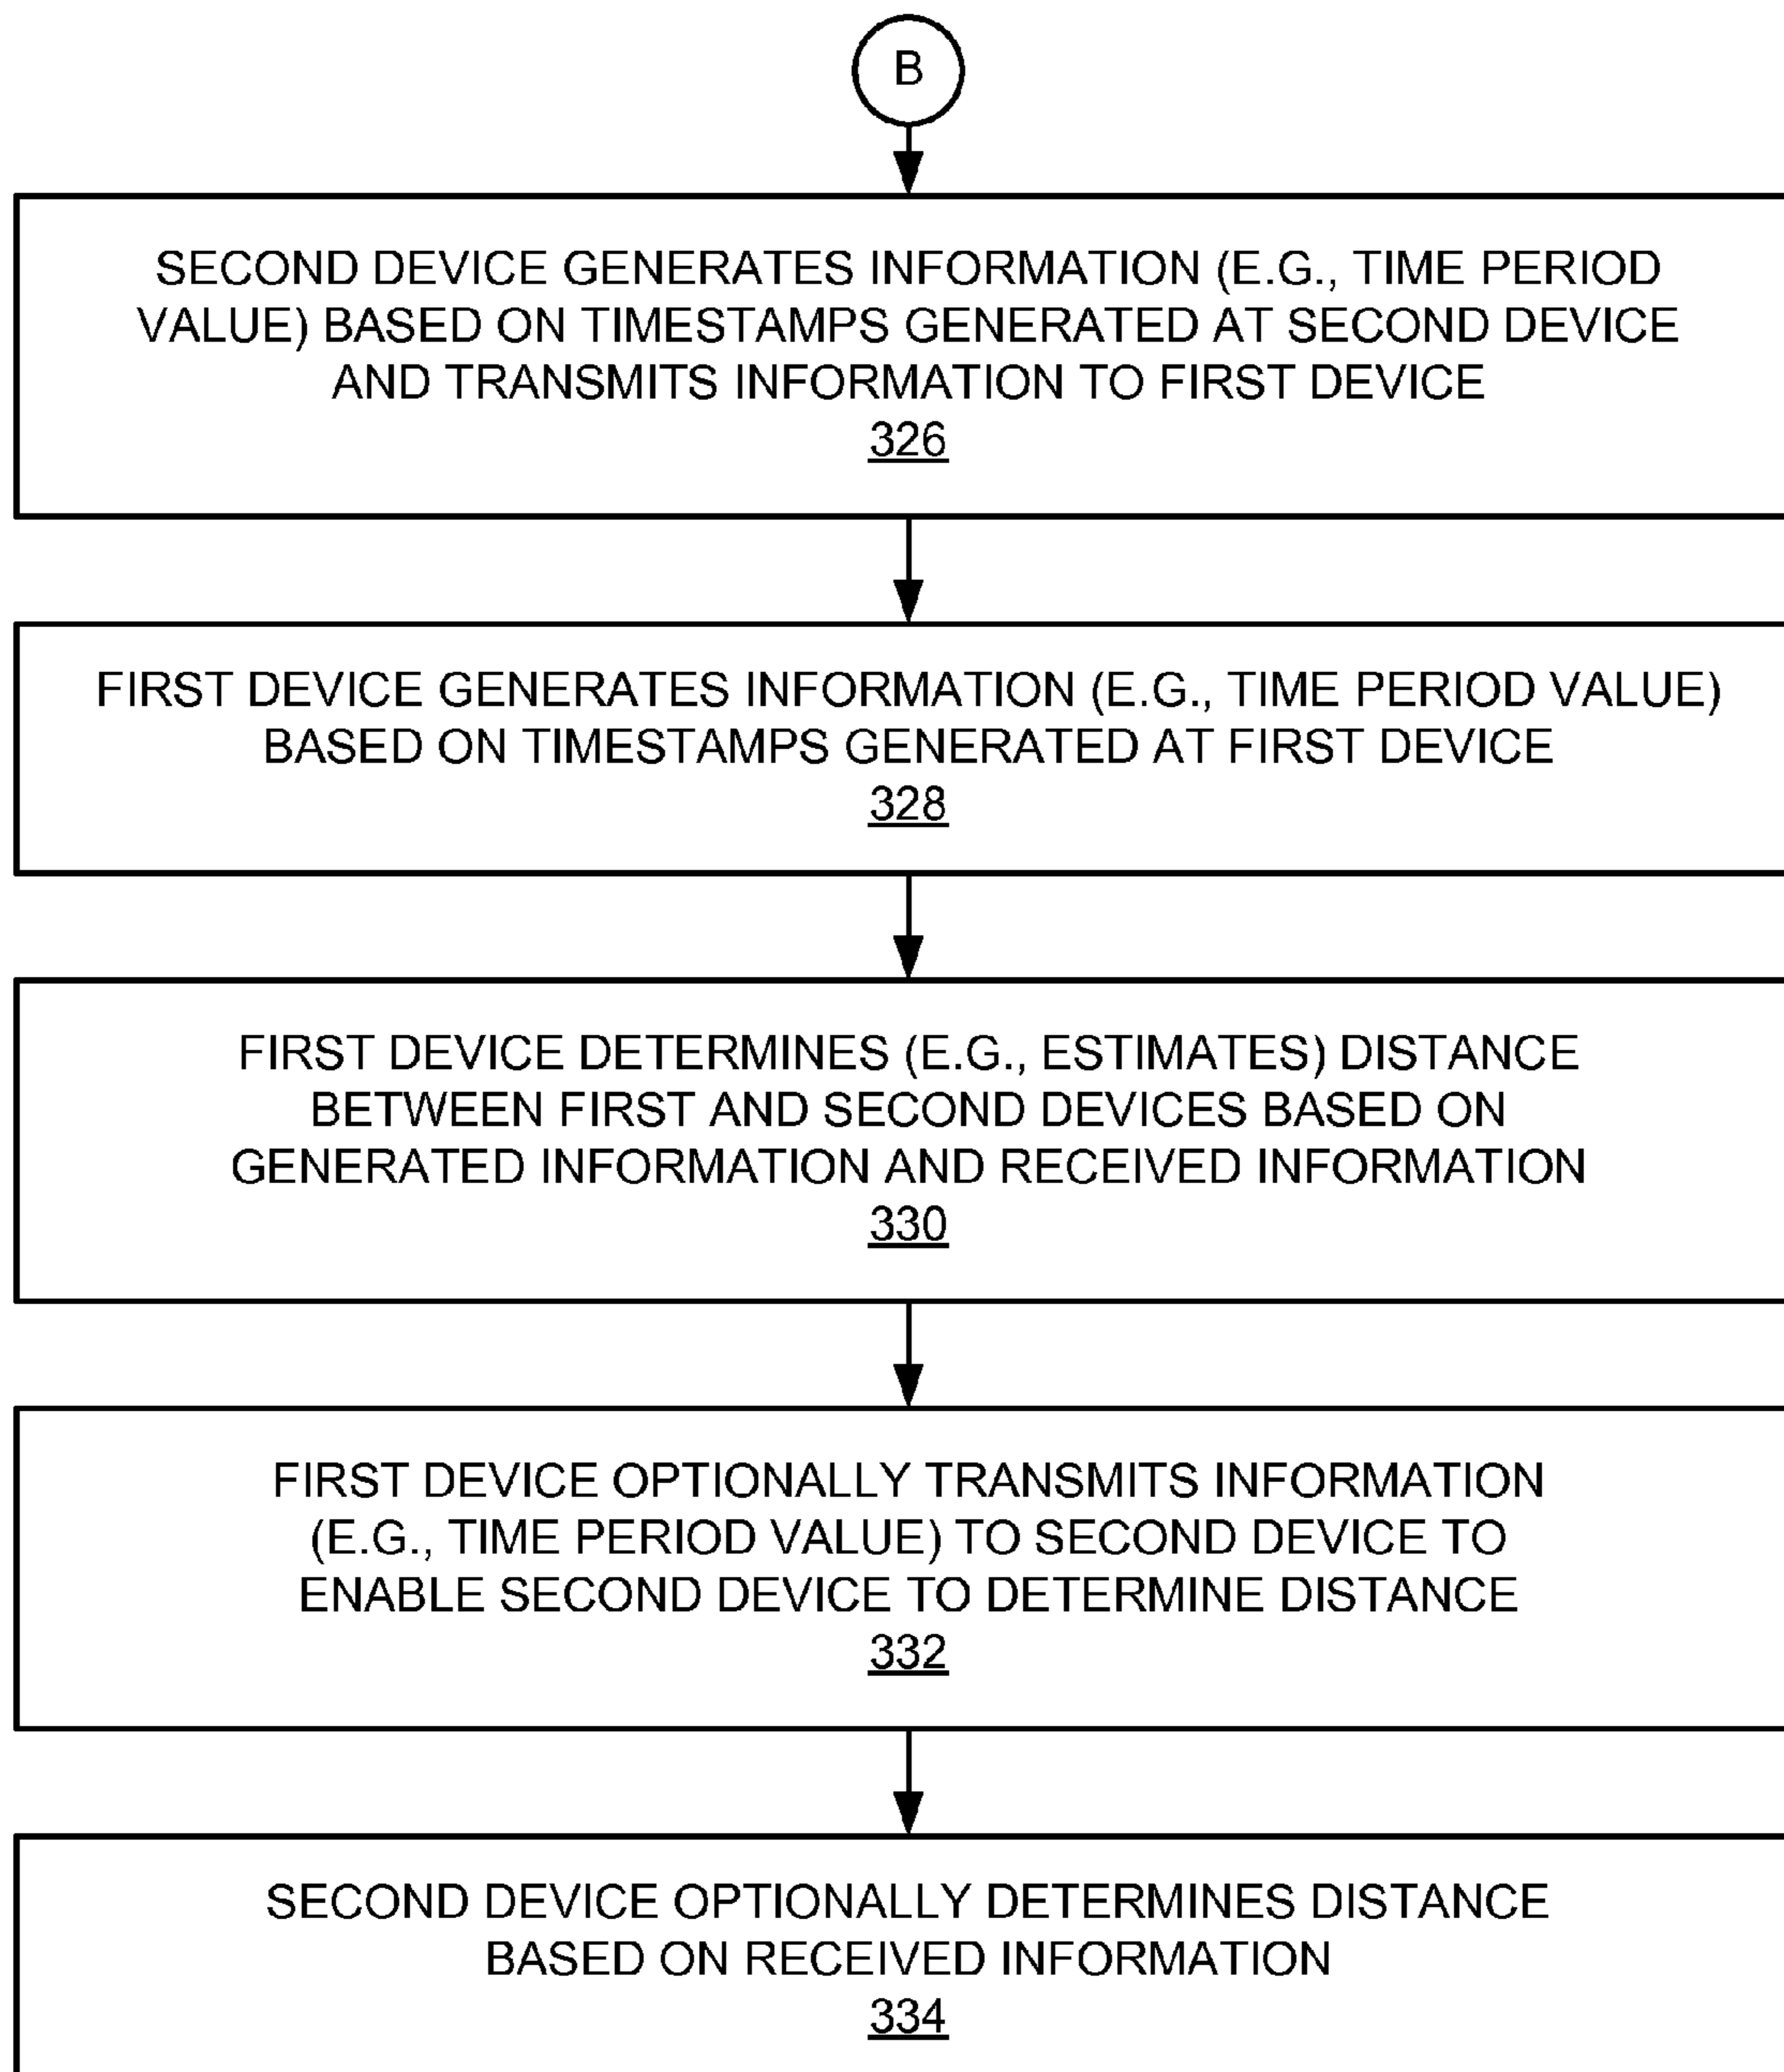 B
SECOND DEVICE GENERATES INFORMATION (E.G., TIME PERIOD
VALUE) BASED ON TIMESTAMPS GENERATED AT SECOND DEVICE
AND TRANSMITS INFORMATION TO FIRST DEVICE
326
FIRST DEVICE GENERATES INFORMATION (E.G., TIME PERIOD VALUE)
BASED ON TIMESTAMPS GENERATED AT FIRST DEVICE
328
FIRST DEVICE DETERMINES (E.G., ESTIMATES) DISTANCE
BETWEEN FIRST AND SECOND DEVICES BASED ON
GENERATED INFORMATION AND RECEIVED INFORMATION
330
FIRST DEVICE OPTIONALLY TRANSMITS INFORMATION
(E.G., TIME PERIOD VALUE) TO SECOND DEVICE TO
ENABLE SECOND DEVICE TO DETERMINE DISTANCE
332
SECOND DEVICE OPTIONALLY DETERMINES DISTANCE
BASED ON RECEIVED INFORMATION
334